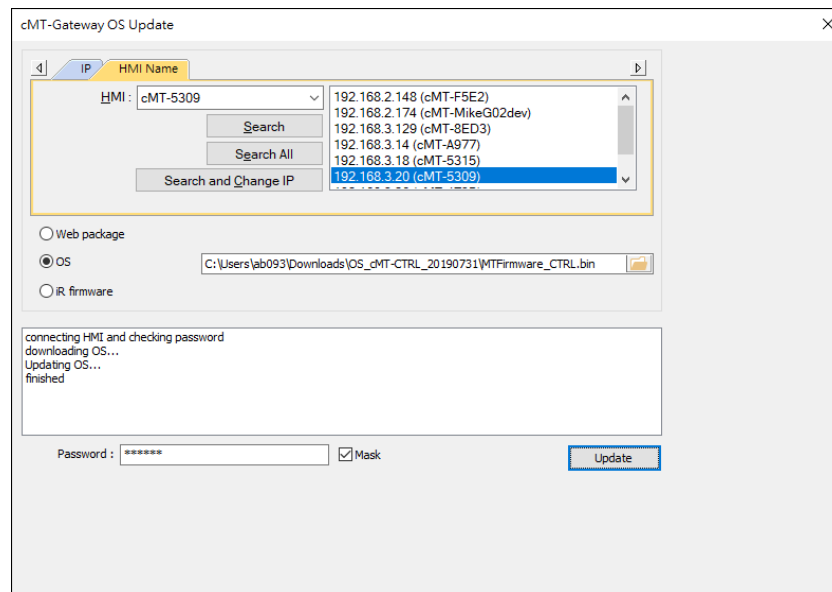 cMT-Gateway OS Update
IP
HMI Name
HMI :
cMT-5309
Search
Search All
Search and Change IP
192.168.2.148 (cMT-F5E2)
192.168.2.174 (cMT-MikeG02dev)
192.168.3.129 (cMT-8ED3)
192.168.3.14 (cMT-A977)
192.168.3.18 (cMT-5315)
192.168.3.20 (cMT-5309)
Web package
OS
C:\Users\ab093\Downloads\OS_cMT-CTRL_20190731\MTFirmware_CTRL.bin
iR firmware
connecting HMI and checking password
downloading OS...
Updating OS...
finished
Password :
******
Mask
Update